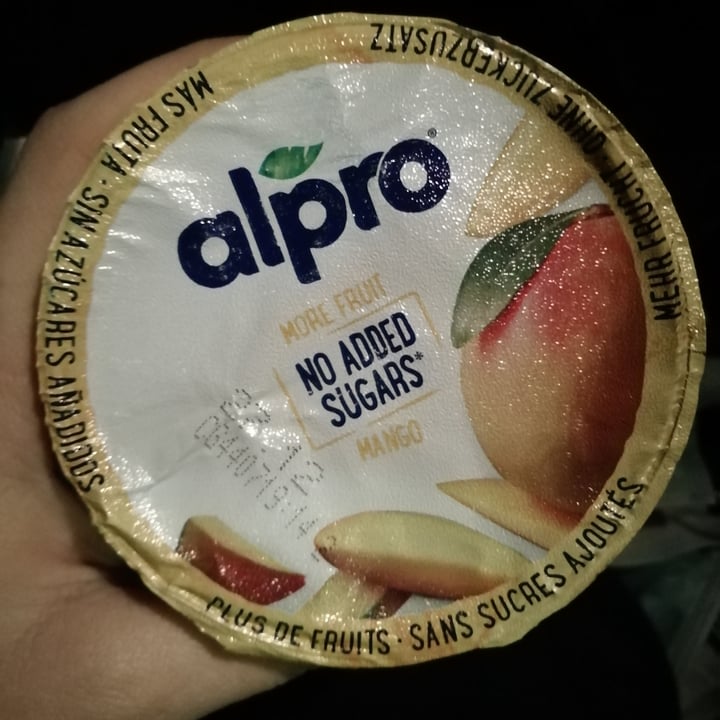 alpro®
MORE FRUIT
NO ADDED
SUGARS*
MANGO
MÁS FRUTA · SIN AZÚCARES AÑADIDOS
MEHR FRUCHT · OHNE ZUCKERZUSATZ
PLUS DE FRUITS · SANS SUCRES AJOUTÉS